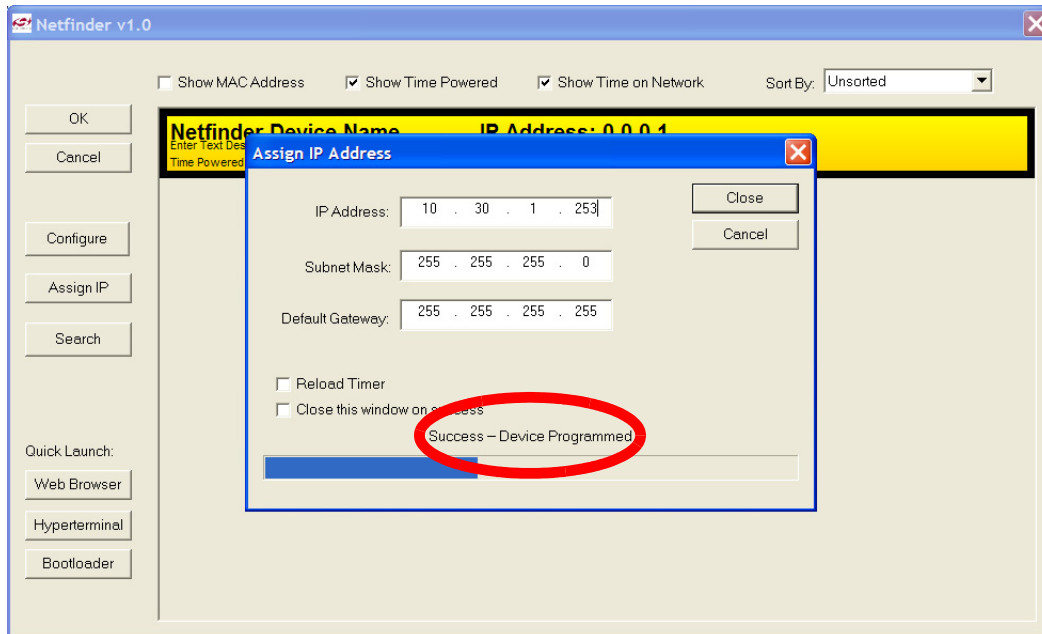 Netfinder v1.0
Show MAC Address Show Time Powered Show Time on Network Sort By: Unsorted
OK
Cancel
Configure
Assign IP
Search
Quick Launch:
Web Browser
Hyperterminal
Bootloader
Netfinder Device Name IP Address: 0.0.0.1
Enter Text Des
Time Powered
Assign IP Address
IP Address: 10 . 30 . 1 . 253
Subnet Mask: 255 . 255 . 255 . 0
Default Gateway: 255 . 255 . 255 . 255
Close
Cancel
Reload Timer
Close this window on success
Success – Device Programmed